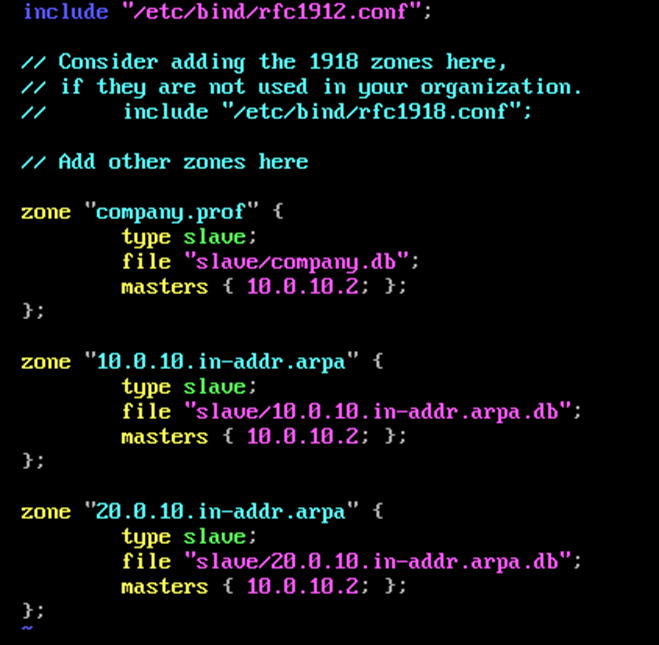 include "/etc/bind/rfc1912.conf";
// Consider adding the 1918 zones here,
// if they are not used in your organization.
//      include "/etc/bind/rfc1918.conf";
// Add other zones here
zone "company.prof" {
        type slave;
        file "slave/company.db";
        masters { 10.0.10.2; };
};
zone "10.0.10.in-addr.arpa" {
        type slave;
        file "slave/10.0.10.in-addr.arpa.db";
        masters { 10.0.10.2; };
};
zone "20.0.10.in-addr.arpa" {
        type slave;
        file "slave/20.0.10.in-addr.arpa.db";
        masters { 10.0.10.2; };
};
~